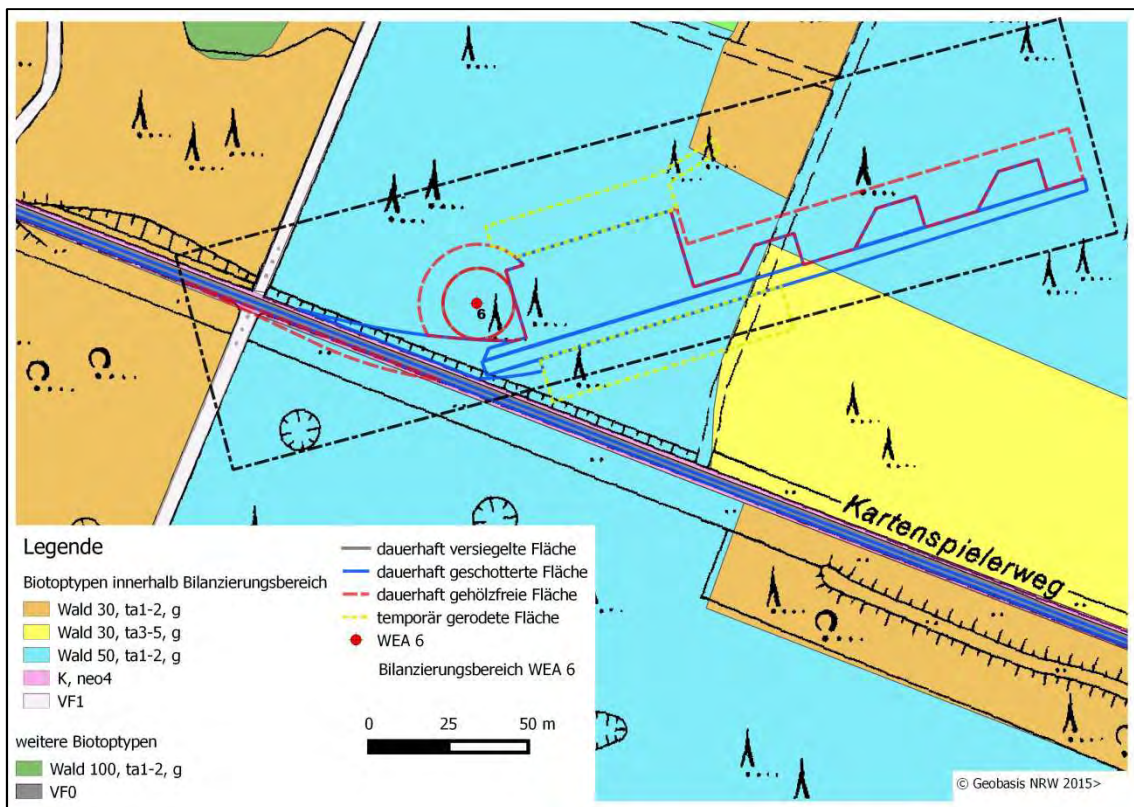 6
Kartenspielerweg
Legende
Biotoptypen innerhalb Bilanzierungsbereich
Wald 30, ta1-2, g
Wald 30, ta3-5, g
Wald 50, ta1-2, g
K, neo4
VF1
weitere Biotoptypen
Wald 100, ta1-2, g
VF0
dauerhaft versiegelte Fläche
dauerhaft geschotterte Fläche
dauerhaft gehölzfreie Fläche
temporär gerodete Fläche
WEA 6
Bilanzierungsbereich WEA 6
0 25 50 m
© Geobasis NRW 2015>